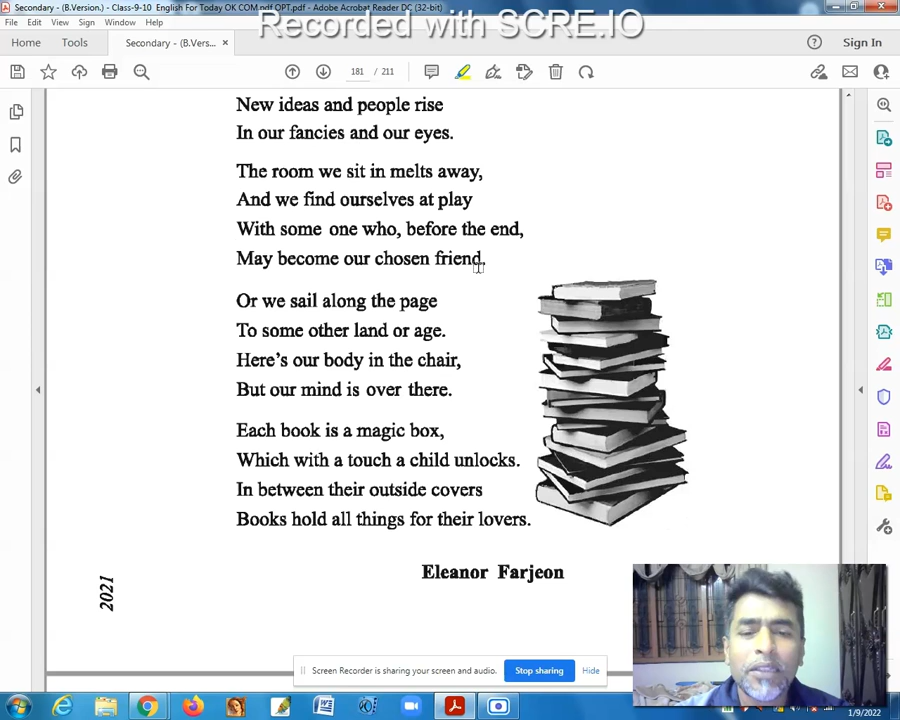 Secondary - (B.Version.) - Class-9-10 English For Today OK COM.pdf OPT.pdf - Adobe Acrobat Reader DC (32-bit)
Recorded with SCRE.IO
File Edit View Sign Window Help
Home Tools Secondary - (B.Vers... × Sign In
181 / 211
New ideas and people rise
In our fancies and our eyes.
The room we sit in melts away,
And we find ourselves at play
With some one who, before the end,
May become our chosen friend.
Or we sail along the page
To some other land or age.
Here's our body in the chair,
But our mind is over there.
Each book is a magic box,
Which with a touch a child unlocks.
In between their outside covers
Books hold all things for their lovers.
Eleanor Farjeon
2021
Screen Recorder is sharing your screen and audio. Stop sharing Hide
1/9/2022